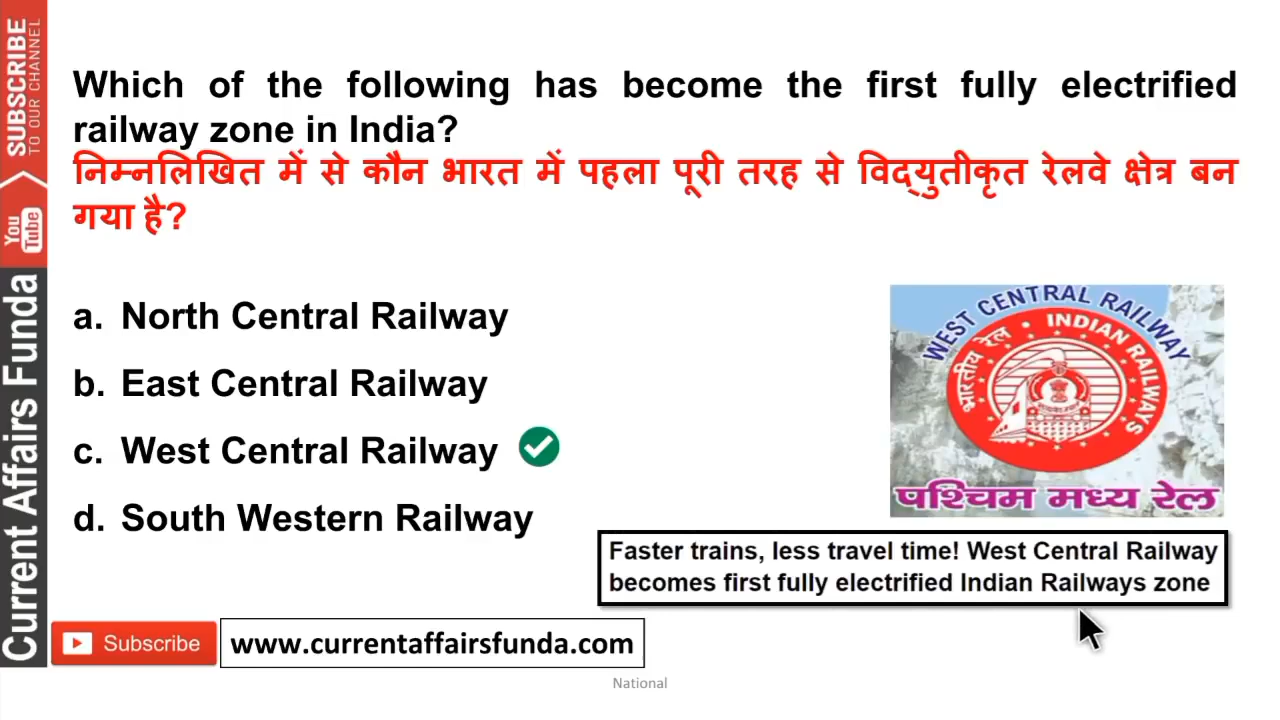 SUBSCRIBE
TO OUR CHANNEL
You
Tube
Current Affairs Funda
Which of the following has become the first fully electrified
railway zone in India?
निम्नलिखित में से कौन भारत में पहला पूरी तरह से विद्युतीकृत रेलवे क्षेत्र बन
गया है?
a. North Central Railway
b. East Central Railway
c. West Central Railway
d. South Western Railway
WEST CENTRAL RAILWAY
भारतीय रेल
INDIAN RAILWAYS
पश्चिम मध्य रेल
Faster trains, less travel time! West Central Railway
becomes first fully electrified Indian Railways zone
Subscribe
www.currentaffairsfunda.com
National